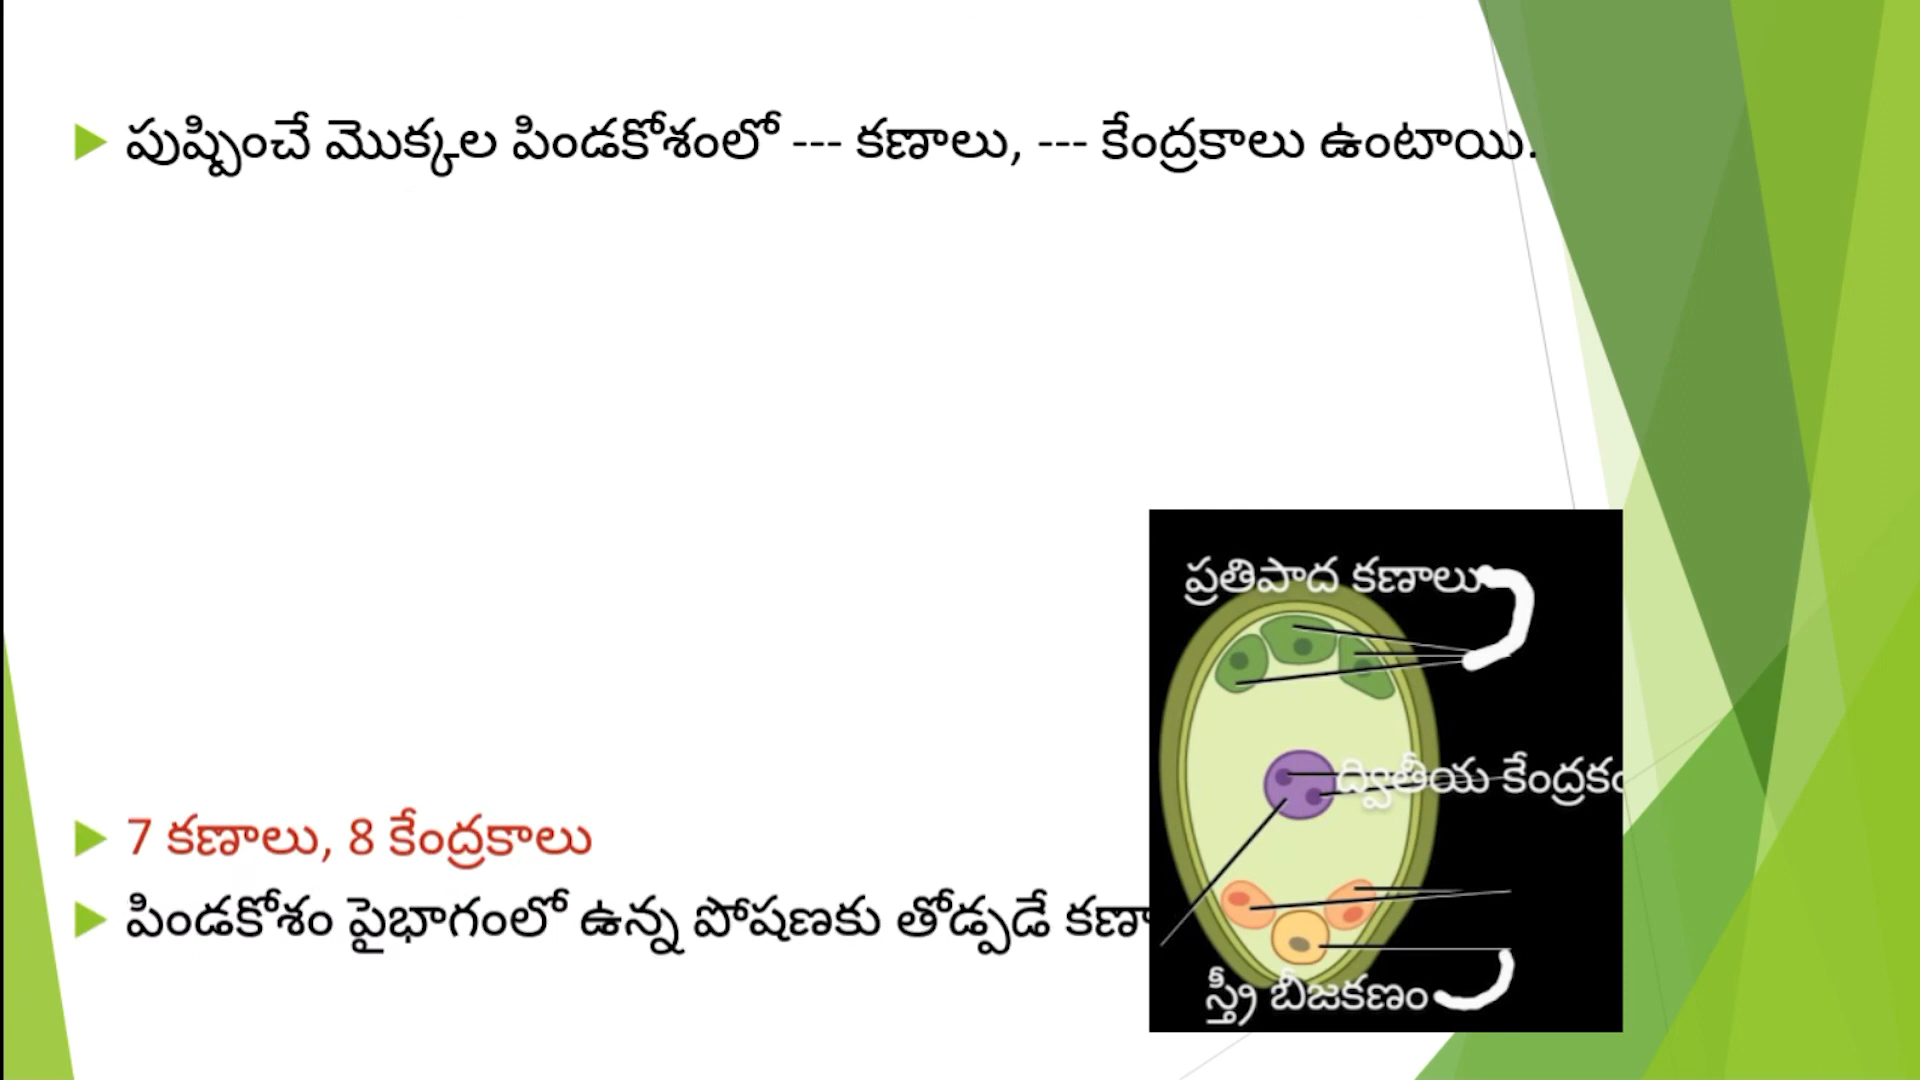 పుష్పించే మొక్కల పిండకోశంలో --- కణాలు, --- కేంద్రకాలు ఉంటాయి.
ప్రతిపాద కణాలు
ద్వితీయ కేంద్రకం
7 కణాలు, 8 కేంద్రకాలు
పిండకోశం పైభాగంలో ఉన్న పోషణకు తోడ్పడే
స్త్రీ బీజకణం